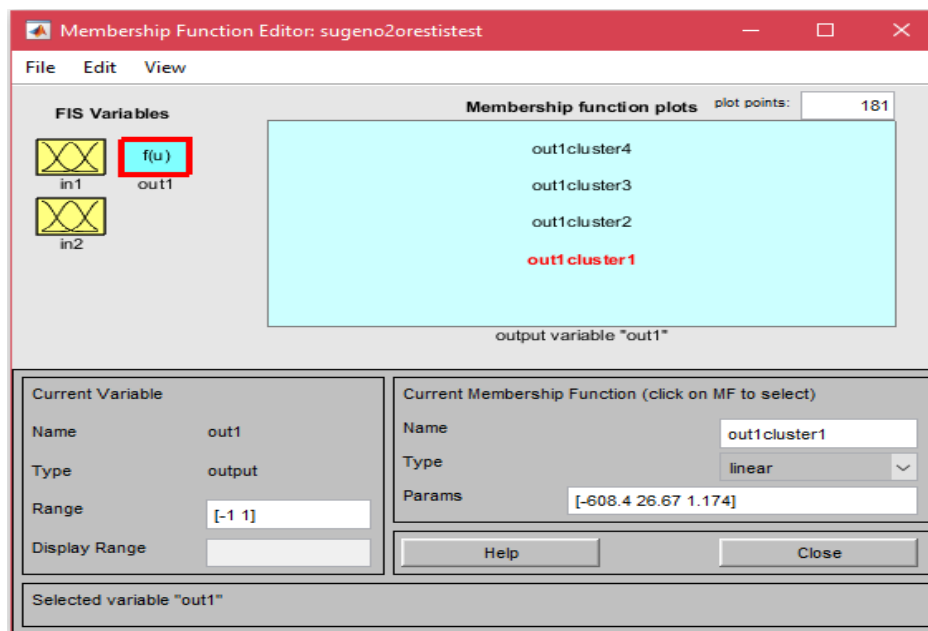 Membership Function Editor: sugeno2orestistest
File Edit View
FIS Variables
f(u)
in1 out1
in2
Membership function plots plot points: 181
out1cluster4
out1cluster3
out1cluster2
out1cluster1
output variable "out1"
Current Variable
Name out1
Type output
Range [-1 1]
Display Range
Current Membership Function (click on MF to select)
Name out1cluster1
Type linear
Params [-608.4 26.67 1.174]
Help Close
Selected variable "out1"